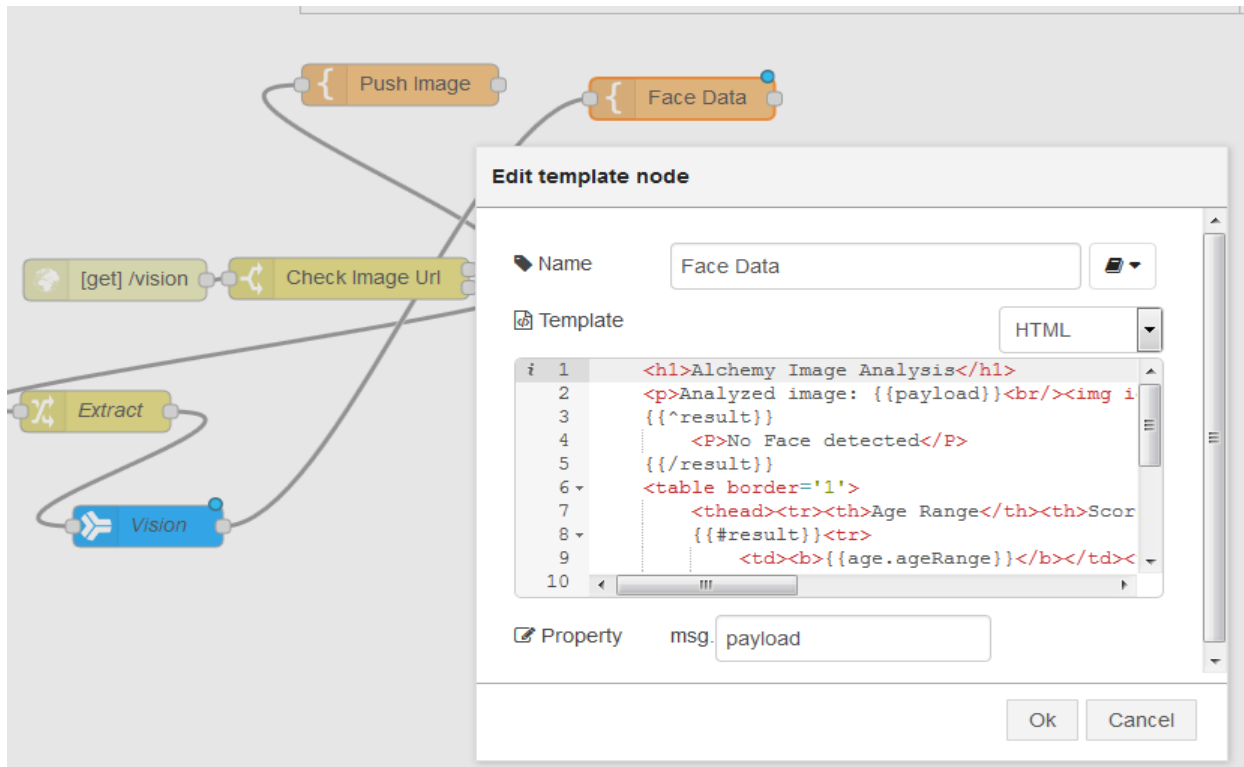 { Push Image
{ Face Data
Edit template node
[get] /vision
Check Image Url
Extract
Vision
Name
Face Data
Template
HTML
i 1 <h1>Alchemy Image Analysis</h1>
2 <p>Analyzed image: {{payload}}<br/><img i
3 {{^result}}
4 <P>No Face detected</P>
5 {{/result}}
6 <table border='1'>
7 <thead><tr><th>Age Range</th><th>Scor
8 {{#result}}<tr>
9 <td><b>{{age.ageRange}}</b></td><
10
Property msg. payload
Ok Cancel